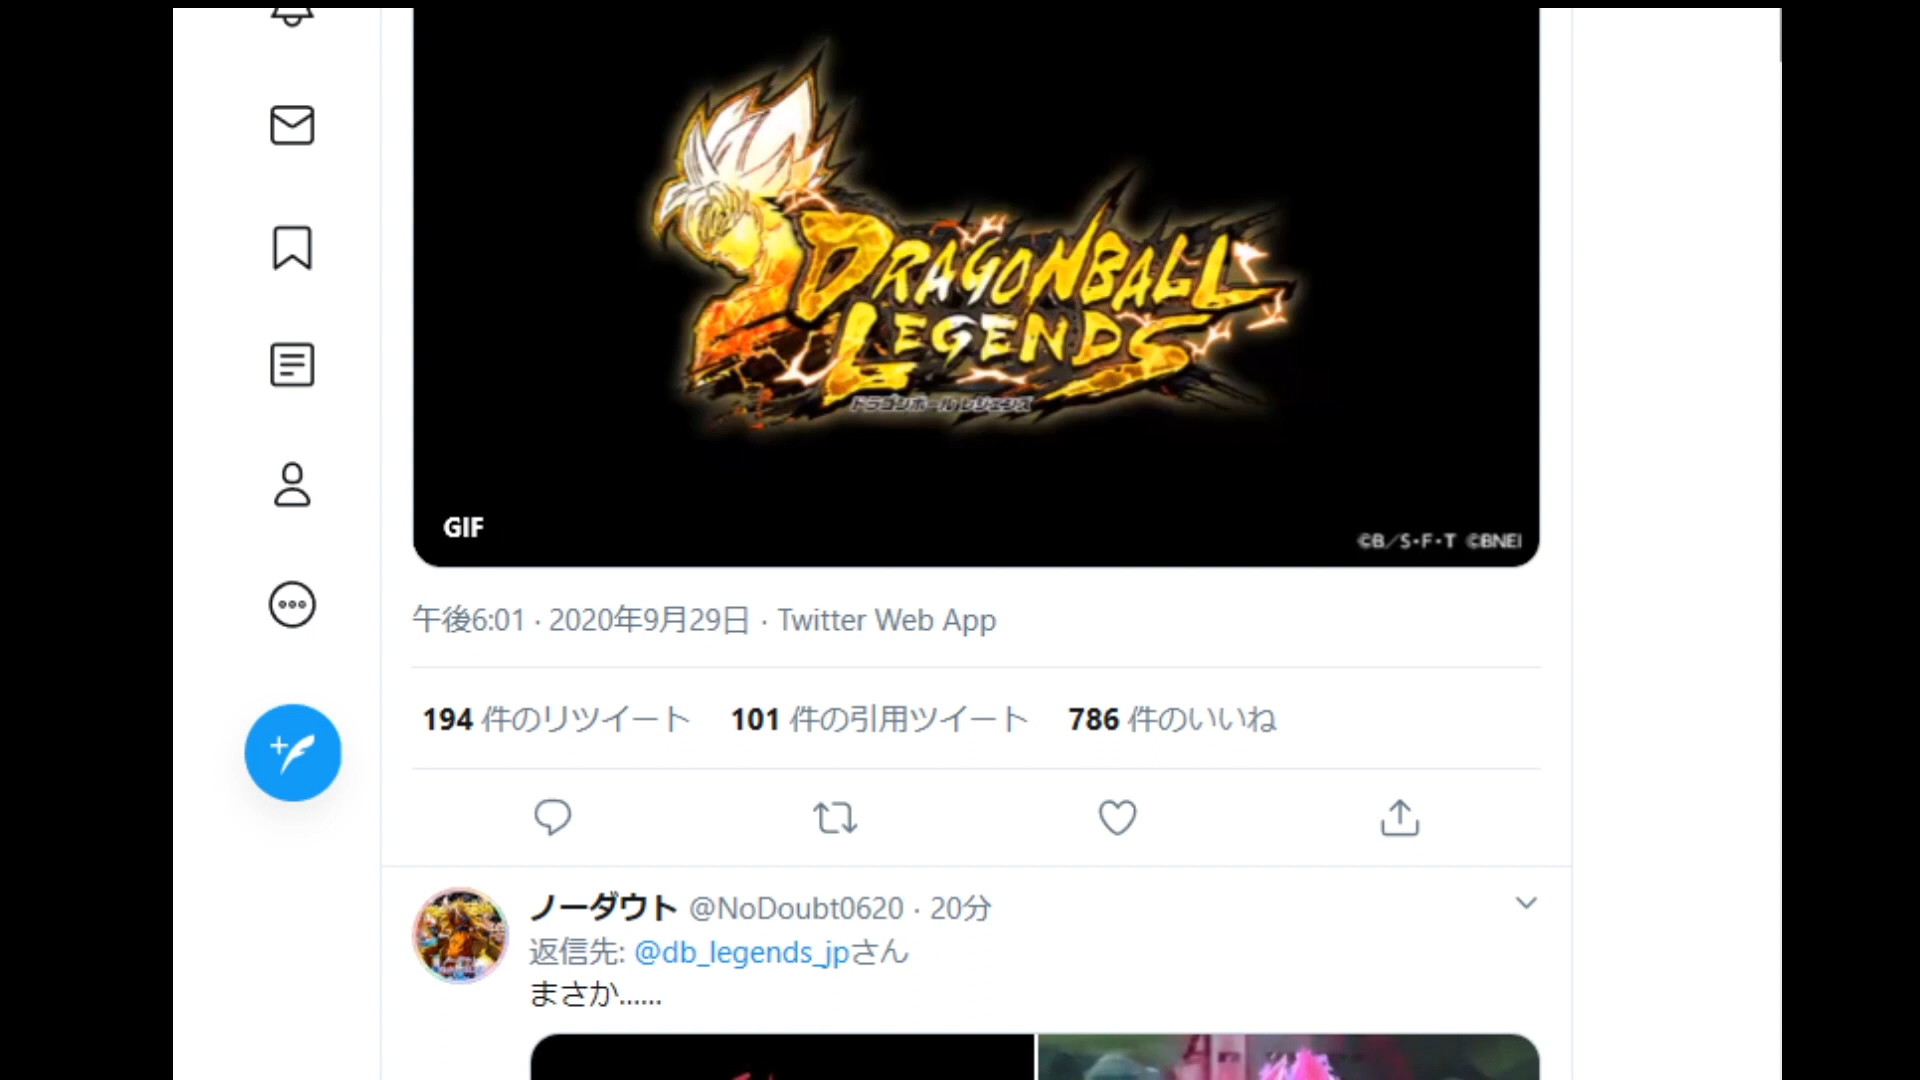 DRAGONBALL
LEGENDS
ドラゴンボール レジェンズ
GIF
©B/S・F・T ©BNEI
午後6:01 · 2020年9月29日 · Twitter Web App
194 件のリツイート 101 件の引用ツイート 786 件のいいね
ノーダウト @NoDoubt0620 · 20分
返信先: @db_legends_jpさん
まさか......